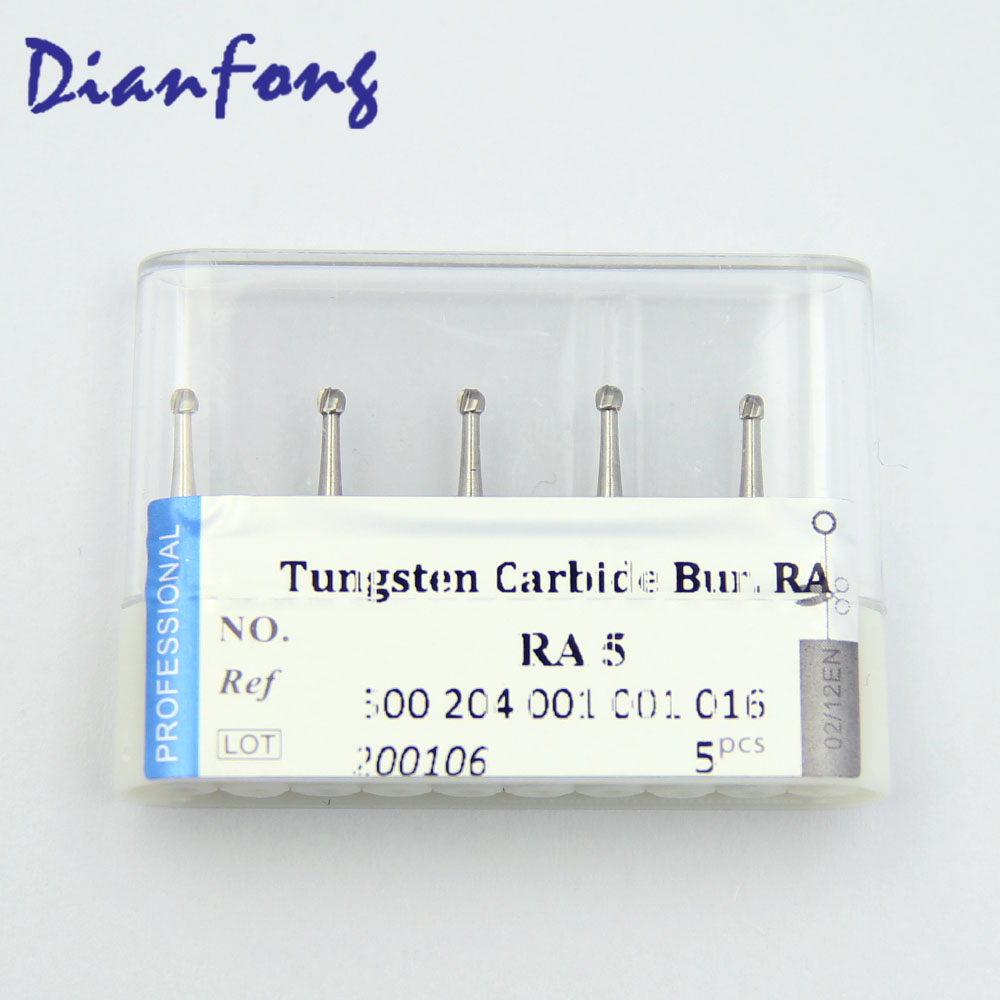 Dianfong
PROFESSIONAL
Tungsten Carbide Bur. RA
NO.
RA 5
Ref
500 204 001 001 016
LOT
200106
5pcs
02/12EN